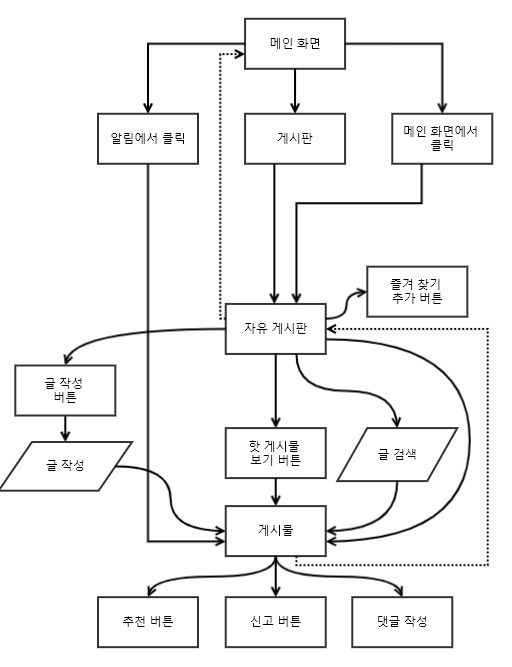 메인 화면
알림에서 클릭
게시판
메인 화면에서
클릭
즐겨 찾기
추가 버튼
자유 게시판
글 작성
버튼
핫 게시물
보기 버튼
글 검색
글 작성
게시물
추천 버튼
신고 버튼
댓글 작성